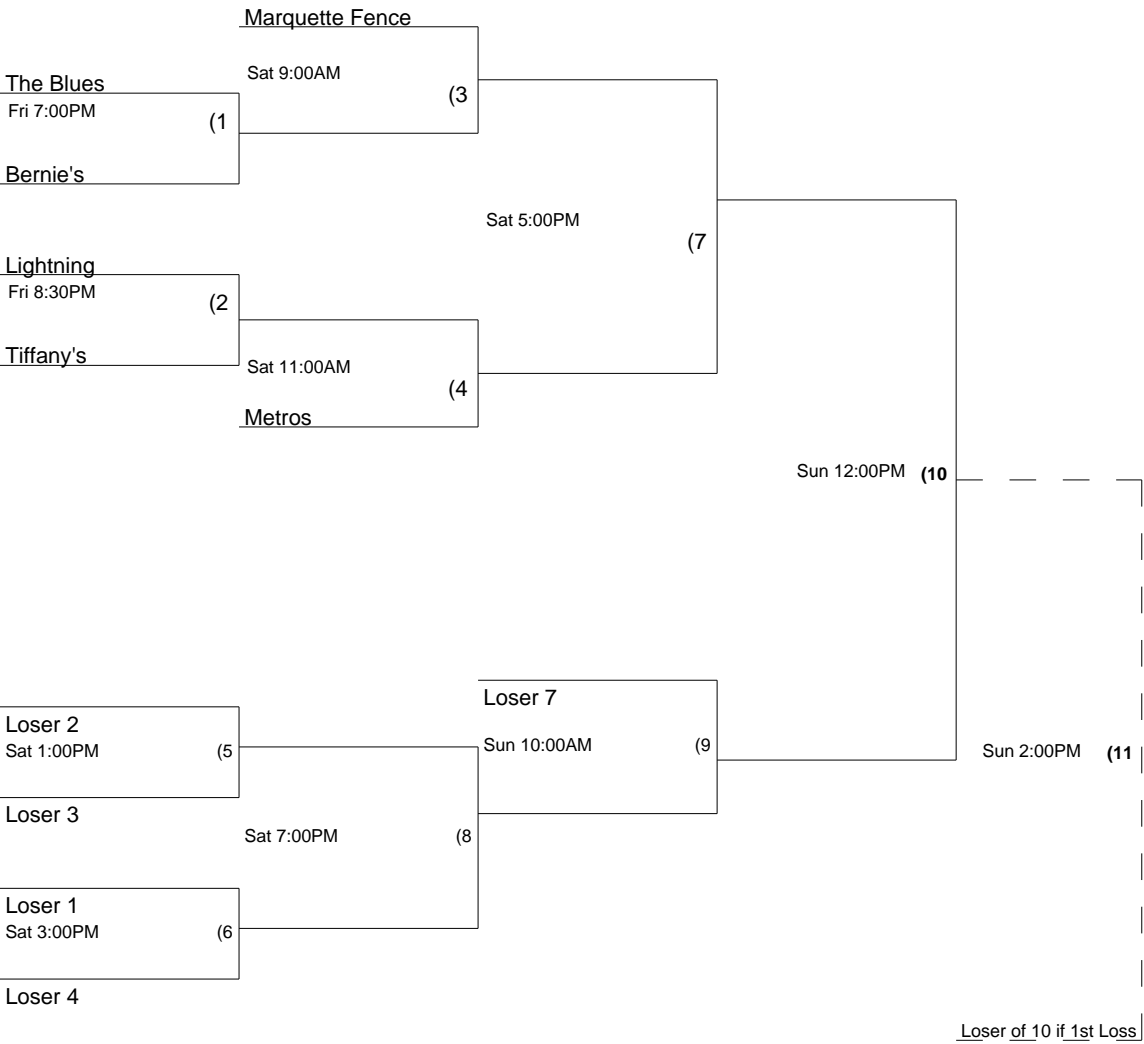 Marquette Fence
Sat 9:00AM
(3
The Blues
Fri 7:00PM
(1
Bernie's
Sat 5:00PM
(7
Lightning
Fri 8:30PM
(2
Tiffany's
Sat 11:00AM
(4
Metros
Sun 12:00PM (10
Loser 7
Sun 10:00AM (9
Loser 2
Sat 1:00PM (5
Loser 3
Sat 7:00PM (8
Sun 2:00PM (11
Loser 1
Sat 3:00PM (6
Loser 4
Loser of 10 if 1st Loss